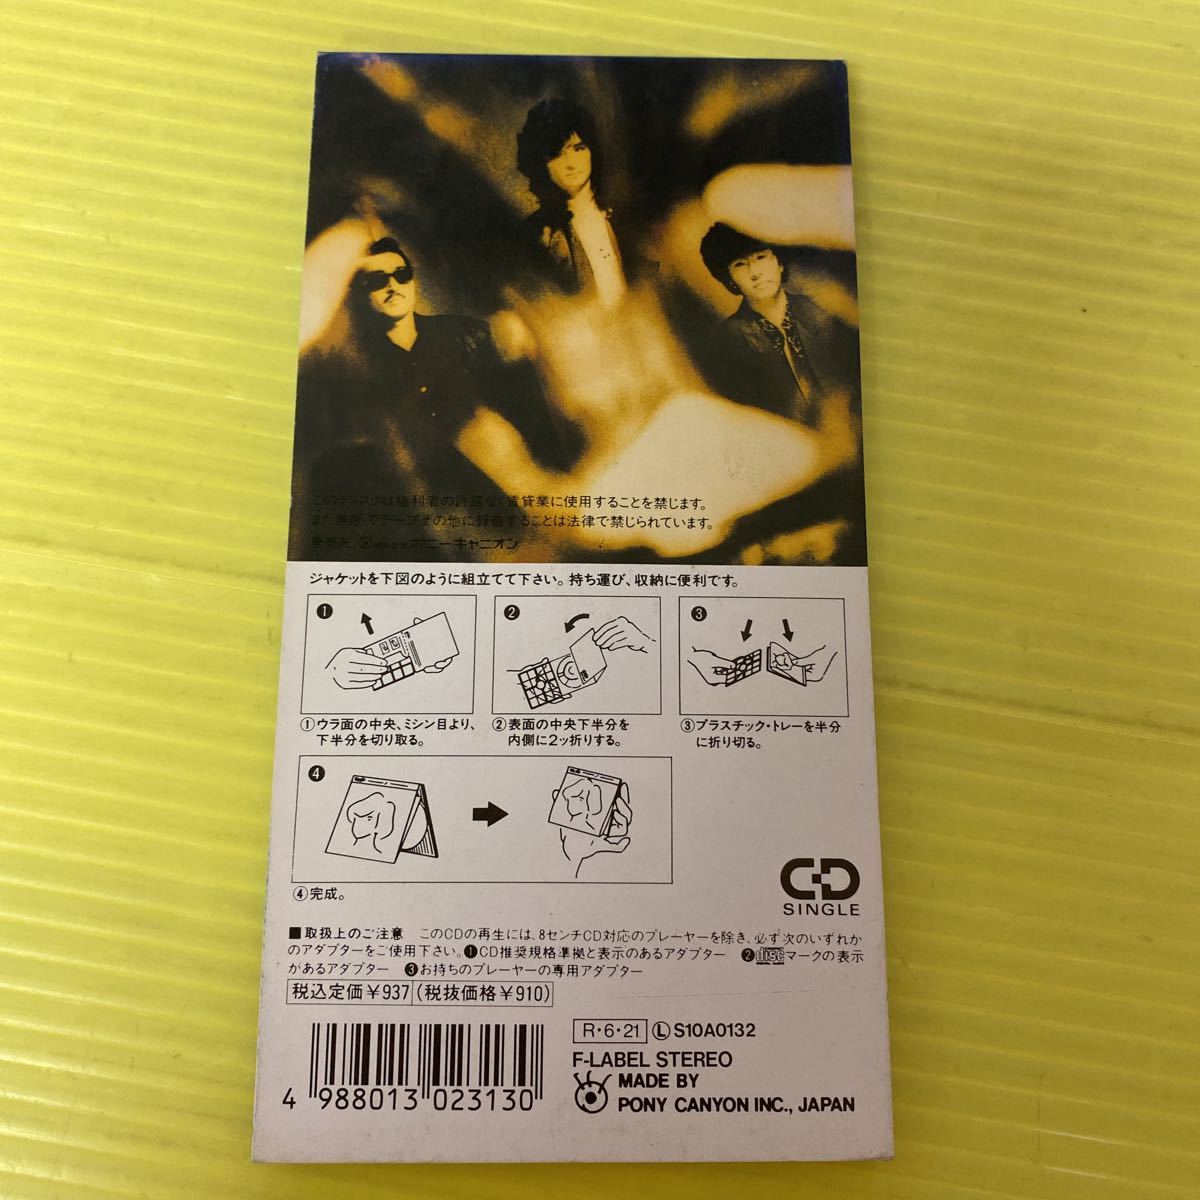 このディスクは権利者の許諾なく賃貸業に使用することを禁じます。
また無断でテープその他に録音することは法律で禁じられています。
発売元 株式会社ポニーキャニオン
ジャケットを下図のように組立てて下さい。持ち運び、収納に便利です。
❶
❷
❸
①ウラ面の中央、ミシン目より、
下半分を切り取る。
②表面の中央下半分を
内側に2ッ折りする。
③プラスチック・トレーを半分
に折り切る。
❹
④完成。
CD
SINGLE
■取扱上のご注意 このCDの再生には、8センチCD対応のプレーヤーを除き、必ず次のいずれか
のアダプターをご使用下さい。❶CD推奨規格準拠と表示のあるアダプター ❷disc マークの表示
があるアダプター ❸お持ちのプレーヤーの専用アダプター
税込定価¥937 (税抜価格¥910)
R・6・21 Ⓛ S10A0132
F-LABEL STEREO
MADE BY
PONY CANYON INC., JAPAN
4 988013 023130